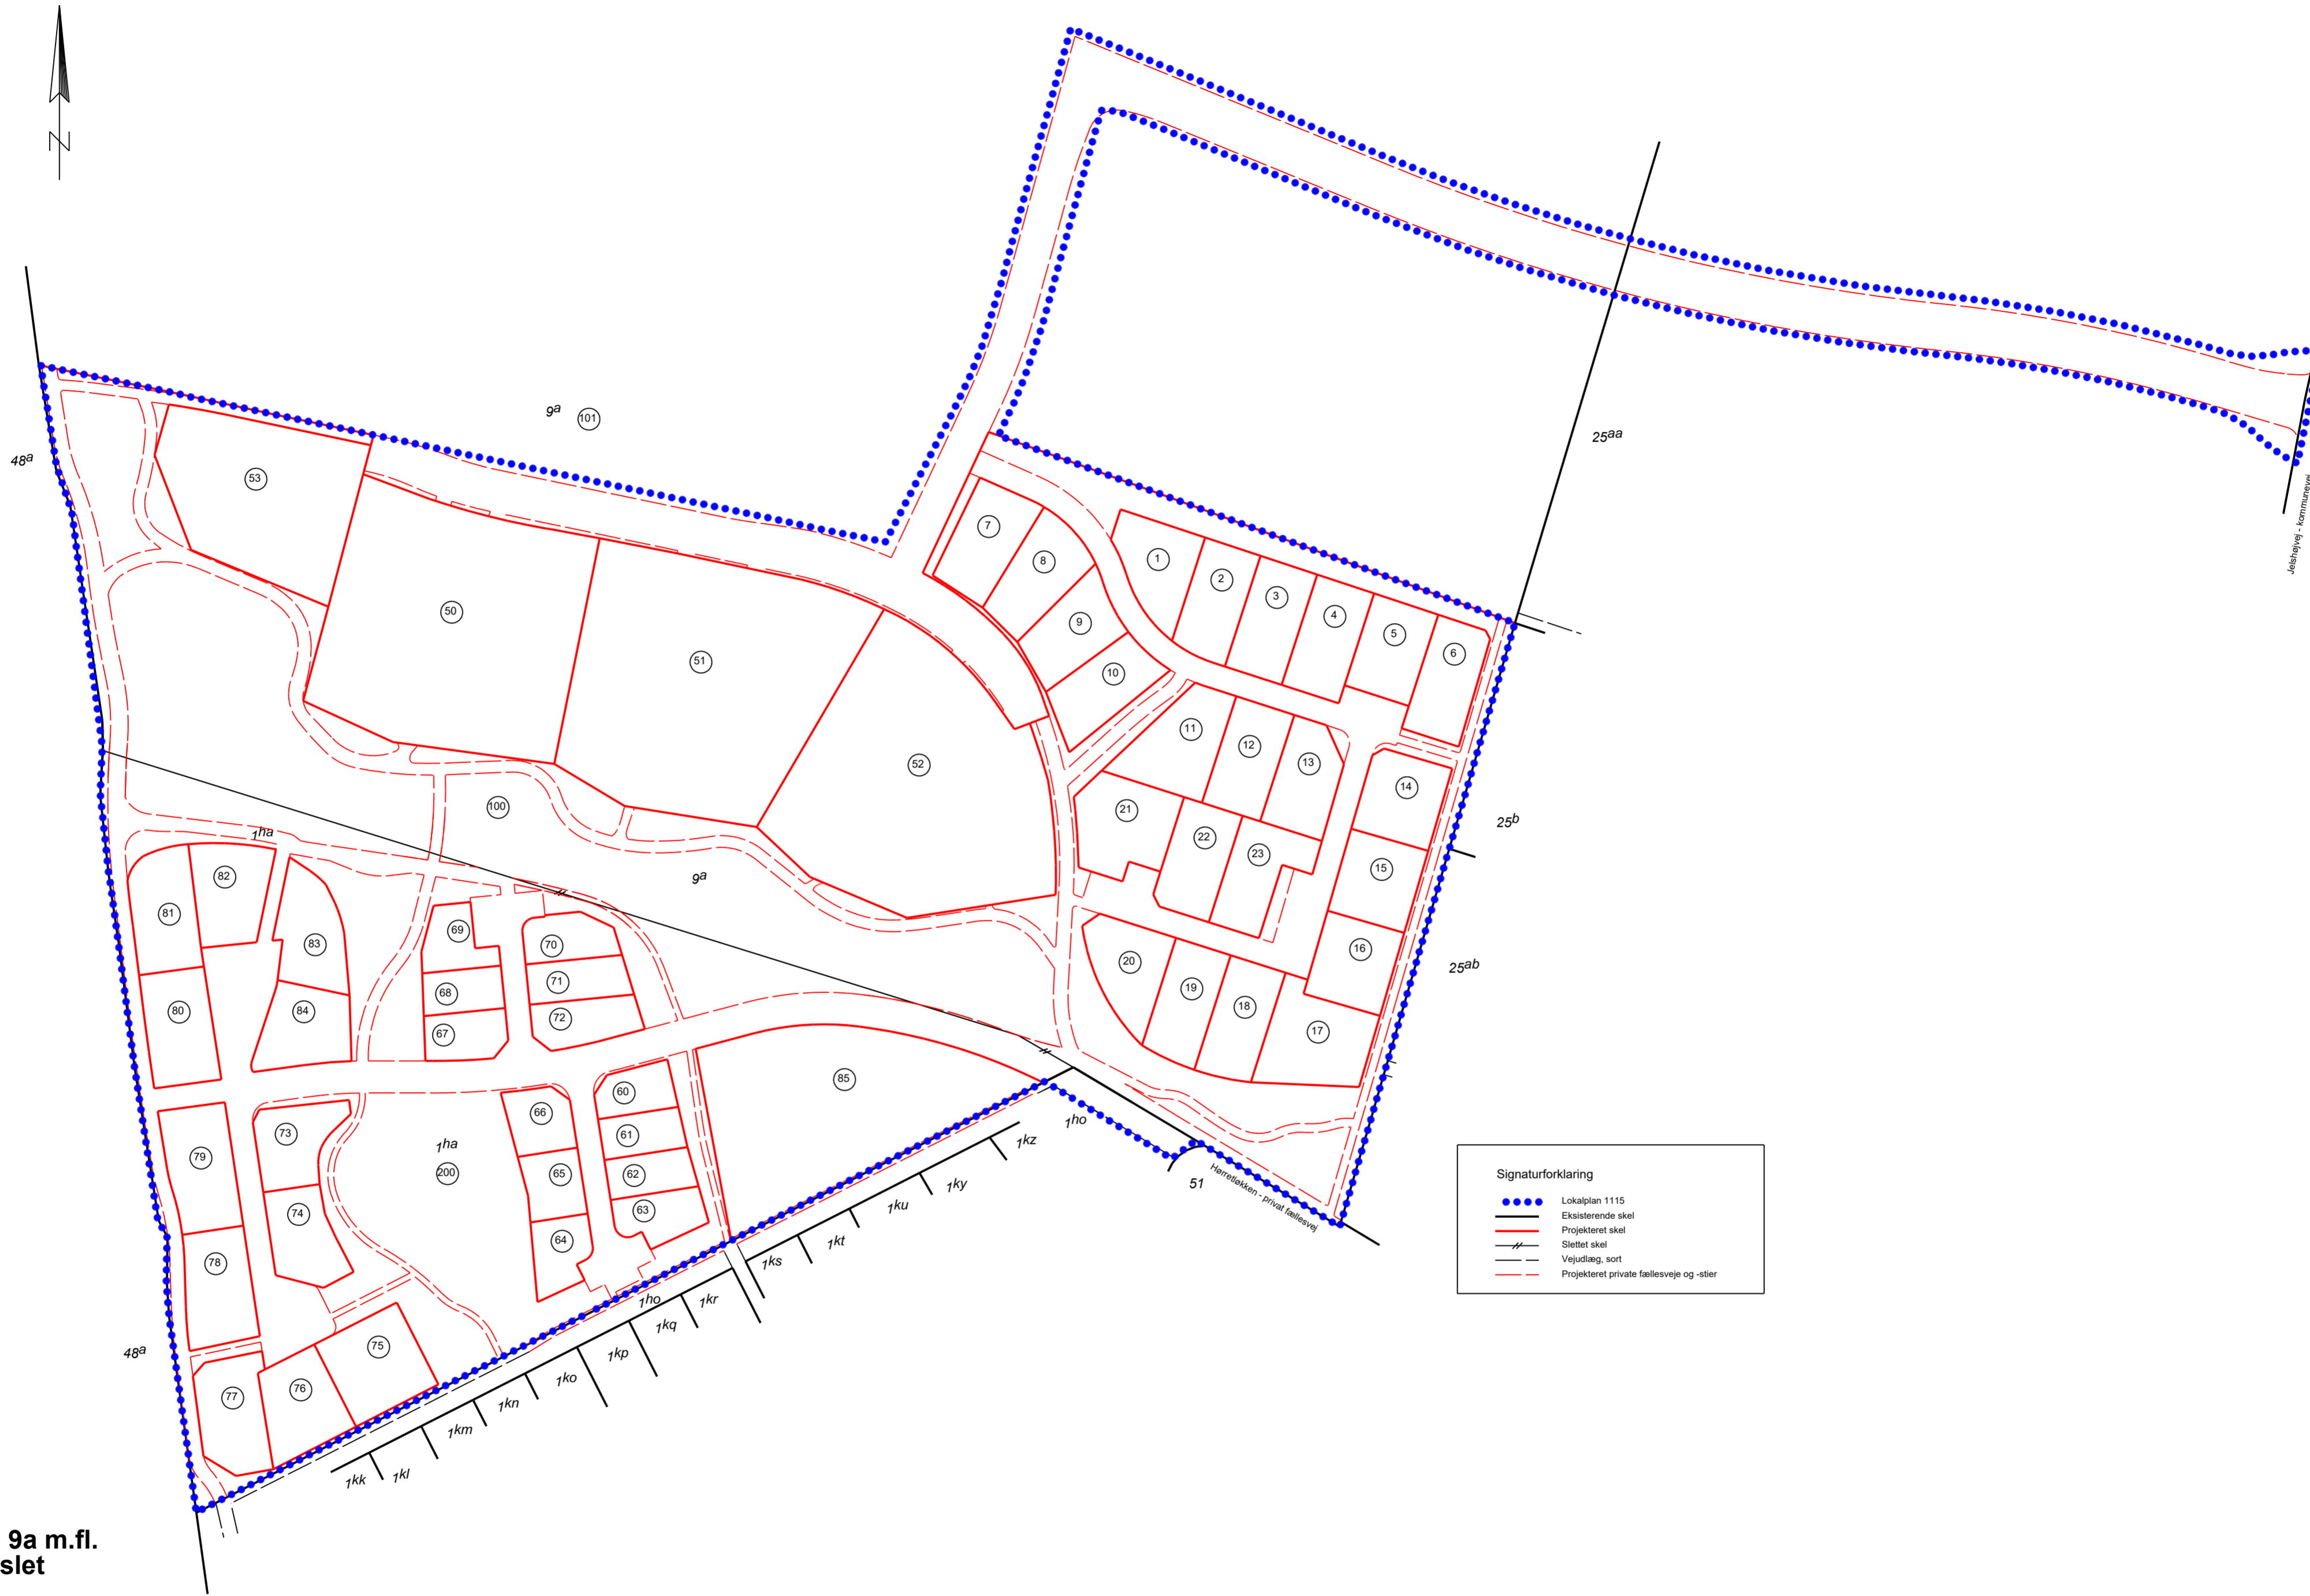 N
9a
101
48a
25aa
Jelshøjvej - kommunevej
53
7
8
1
2
3
4
5
6
50
9
10
51
52
11
12
13
14
100
21
22
23
25b
1ha
15
82
9a
81
83
69
70
16
20
25ab
71
68
19
18
80
84
72
67
17
85
60
66
61
73
1ho
1kz
1ha
79
200
65
62
Hørretløkken - privat fællesvej
51
1ky
74
63
1ku
64
1kt
78
1ks
1ho
1kr
1kq
75
1kp
76
77
1ko
48a
1kn
1km
1kl
1kk
Signaturforklaring
Lokalplan 1115
Eksisterende skel
Projekteret skel
Slettet skel
Vejudlæg, sort
Projekteret private fællesveje og -stier
9a m.fl.
slet